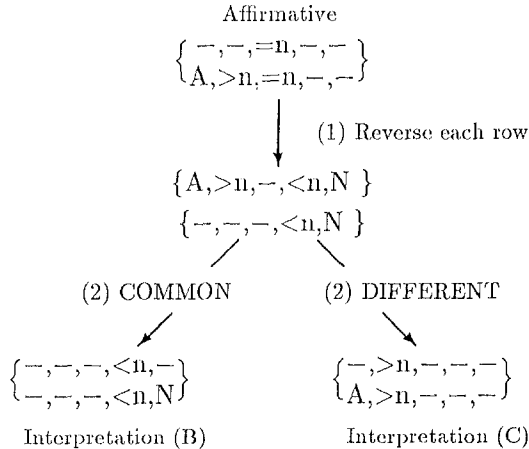 Affirmative
{ −,−,=n,−,− }
{ A,>n,=n,−,− }
(1) Reverse each row
{A,>n,−,<n,N }
{−,−,−,<n,N }
(2) COMMON (2) DIFFERENT
{ −,−,−,<n,− } { −,>n,−,−,− }
{ −,−,−,<n,N } { A,>n,−,−,− }
Interpretation (B) Interpretation (C)